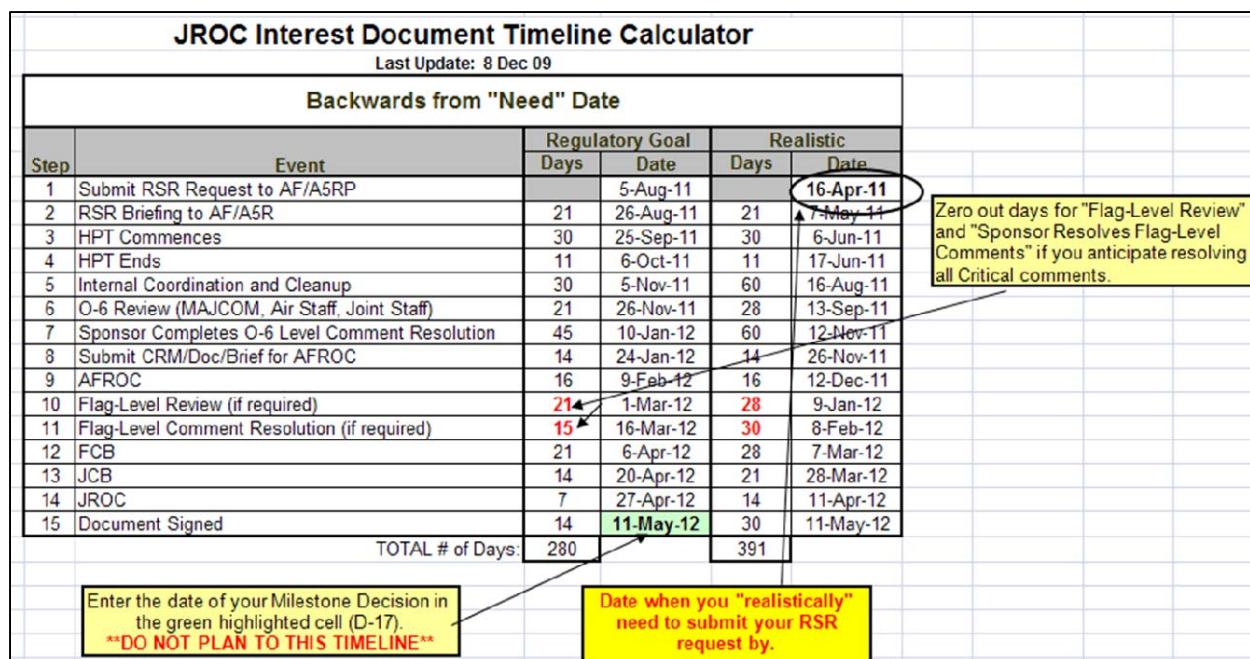 JROC Interest Document Timeline Calculator
Last Update: 8 Dec 09
Backwards from "Need" Date
Regulatory Goal Realistic
Step Event Days Date Days Date
1 Submit RSR Request to AF/A5RP 5-Aug-11 16-Apr-11
2 RSR Briefing to AF/A5R 21 26-Aug-11 21 7-May-11
3 HPT Commences 30 25-Sep-11 30 6-Jun-11
4 HPT Ends 11 6-Oct-11 11 17-Jun-11
5 Internal Coordination and Cleanup 30 5-Nov-11 60 16-Aug-11
6 O-6 Review (MAJCOM, Air Staff, Joint Staff) 21 26-Nov-11 28 13-Sep-11
7 Sponsor Completes O-6 Level Comment Resolution 45 10-Jan-12 60 12-Nov-11
8 Submit CRM/Doc/Brief for AFROC 14 24-Jan-12 14 26-Nov-11
9 AFROC 16 9-Feb-12 16 12-Dec-11
10 Flag-Level Review (if required) 21 1-Mar-12 28 9-Jan-12
11 Flag-Level Comment Resolution (if required) 15 16-Mar-12 30 8-Feb-12
12 FCB 21 6-Apr-12 28 7-Mar-12
13 JCB 14 20-Apr-12 21 28-Mar-12
14 JROC 7 27-Apr-12 14 11-Apr-12
15 Document Signed 14 11-May-12 30 11-May-12
TOTAL # of Days: 280 391
Zero out days for "Flag-Level Review"
and "Sponsor Resolves Flag-Level
Comments" if you anticipate resolving
all Critical comments.
Enter the date of your Milestone Decision in
the green highlighted cell (D-17).
**DO NOT PLAN TO THIS TIMELINE**
Date when you "realistically"
need to submit your RSR
request by.